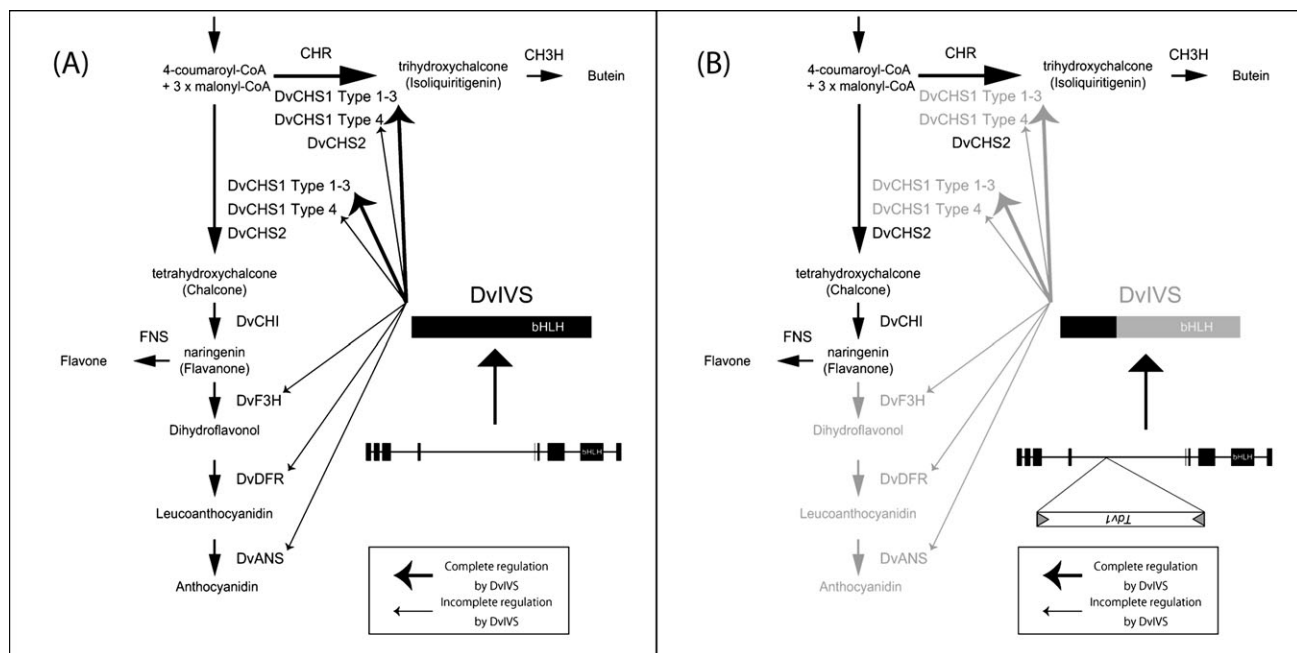 (A)
4-coumaroyl-CoA
+ 3 x malonyl-CoA
CHR
trihydroxychalcone
(Isoliquiritigenin)
CH3H
Butein
DvCHS1 Type 1-3
DvCHS1 Type 4
DvCHS2
DvCHS1 Type 1-3
DvCHS1 Type 4
DvCHS2
tetrahydroxychalcone
(Chalcone)
DvIVS
bHLH
DvCHI
FNS
Flavone
naringenin
(Flavanone)
DvF3H
Dihydroflavonol
bHLH
DvDFR
Leucoanthocyanidin
DvANS
Anthocyanidin
Complete regulation
by DvIVS
Incomplete regulation
by DvIVS
(B)
4-coumaroyl-CoA
+ 3 x malonyl-CoA
CHR
trihydroxychalcone
(Isoliquiritigenin)
CH3H
Butein
DvCHS1 Type 1-3
DvCHS1 Type 4
DvCHS2
DvCHS1 Type 1-3
DvCHS1 Type 4
DvCHS2
tetrahydroxychalcone
(Chalcone)
DvIVS
bHLH
DvCHI
FNS
Flavone
naringenin
(Flavanone)
DvF3H
Dihydroflavonol
bHLH
DvDFR
Tdv1
Leucoanthocyanidin
DvANS
Anthocyanidin
Complete regulation
by DvIVS
Incomplete regulation
by DvIVS